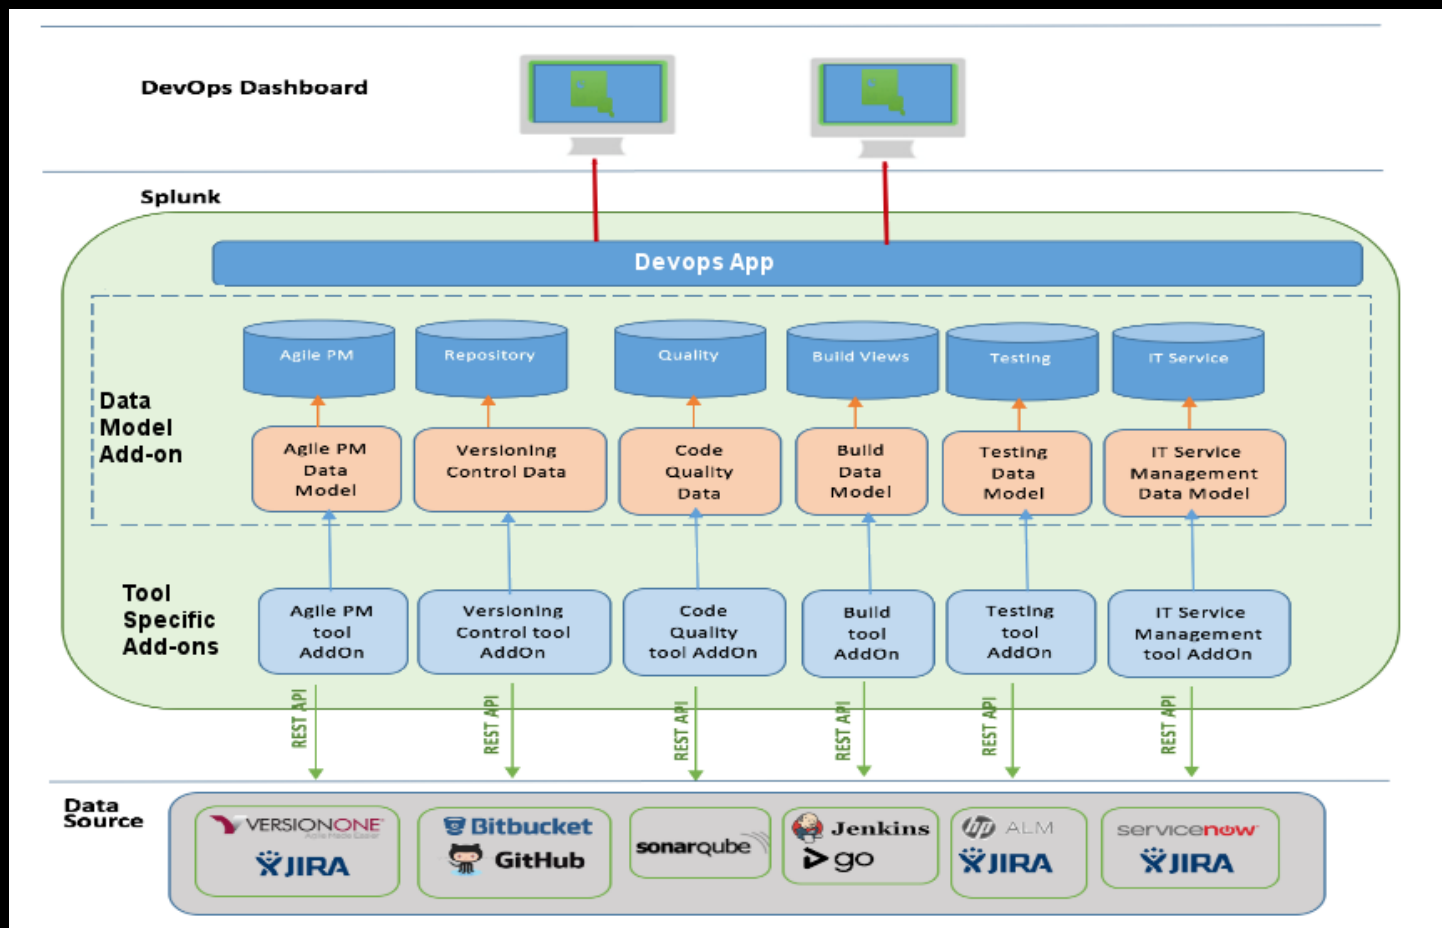 DevOps Dashboard
Splunk
Devops App
Agile PM
Repository
Quality
Build Views
Testing
IT Service
Data
Model
Add-on
Agile PM
Data
Model
Versioning
Control Data
Code
Quality
Data
Build
Data
Model
Testing
Data
Model
IT Service
Management
Data Model
Tool
Specific
Add-ons
Agile PM
tool
AddOn
Versioning
Control tool
AddOn
Code
Quality
tool AddOn
Build
tool
AddOn
Testing
tool
AddOn
IT Service
Management
tool AddOn
REST API
REST API
REST API
REST API
REST API
REST API
Data
Source
VERSIONONE
Agile Made Easier
JIRA
Bitbucket
GitHub
sonarqube
Jenkins
go
hp ALM
JIRA
servicenow
JIRA